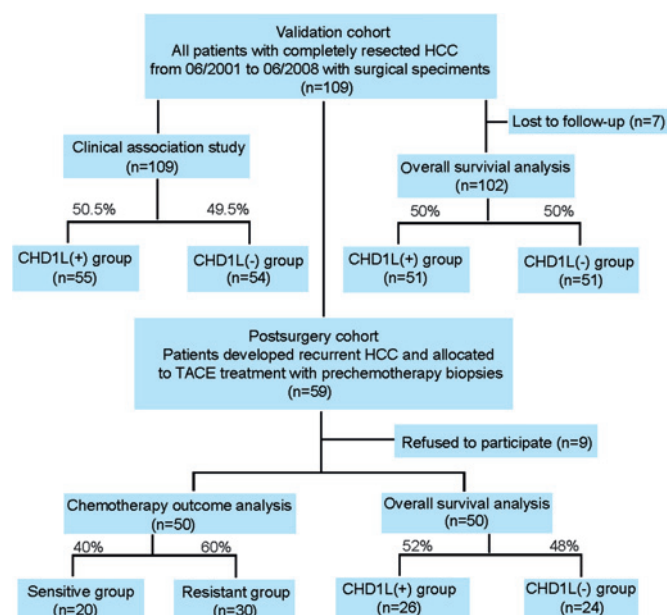 Validation cohort
All patients with completely resected HCC
from 06/2001 to 06/2008 with surgical speciments
(n=109)
Lost to follow-up (n=7)
Clinical association study
(n=109)
Overall survivial analysis
(n=102)
50.5%
49.5%
50%
50%
CHD1L(+) group
(n=55)
CHD1L(-) group
(n=54)
CHD1L(+) group
(n=51)
CHD1L(-) group
(n=51)
Postsurgery cohort
Patients developed recurrent HCC and allocated
to TACE treatment with prechemotherapy biopsies
(n=59)
Refused to participate (n=9)
Chemotherapy outcome analysis
(n=50)
Overall survival analysis
(n=50)
40%
60%
52%
48%
Sensitive group
(n=20)
Resistant group
(n=30)
CHD1L(+) group
(n=26)
CHD1L(-) group
(n=24)